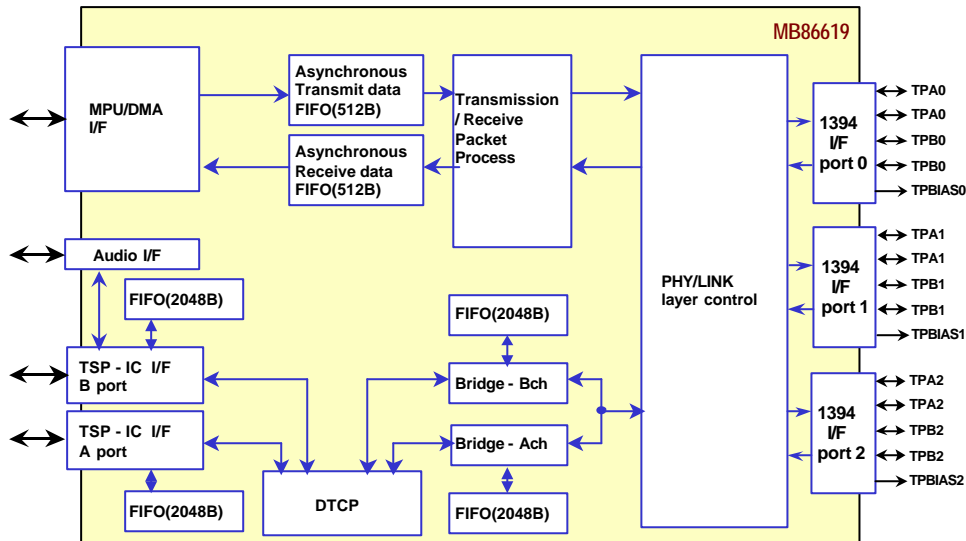 MB86619
MPU/DMA
I/F
Asynchronous
Transmit data
FIFO(512B)
Asynchronous
Receive data
FIFO(512B)
Transmission
/ Receive
Packet
Process
PHY/LINK
layer control
1394
I/F
port 0
TPA0
TPA0
TPB0
TPB0
TPBIAS0
Audio I/F
FIFO(2048B)
TSP - IC I/F
B port
TSP - IC I/F
A port
FIFO(2048B)
DTCP
FIFO(2048B)
Bridge - Bch
Bridge - Ach
FIFO(2048B)
1394
I/F
port 1
TPA1
TPA1
TPB1
TPB1
TPBIAS1
1394
I/F
port 2
TPA2
TPA2
TPB2
TPB2
TPBIAS2